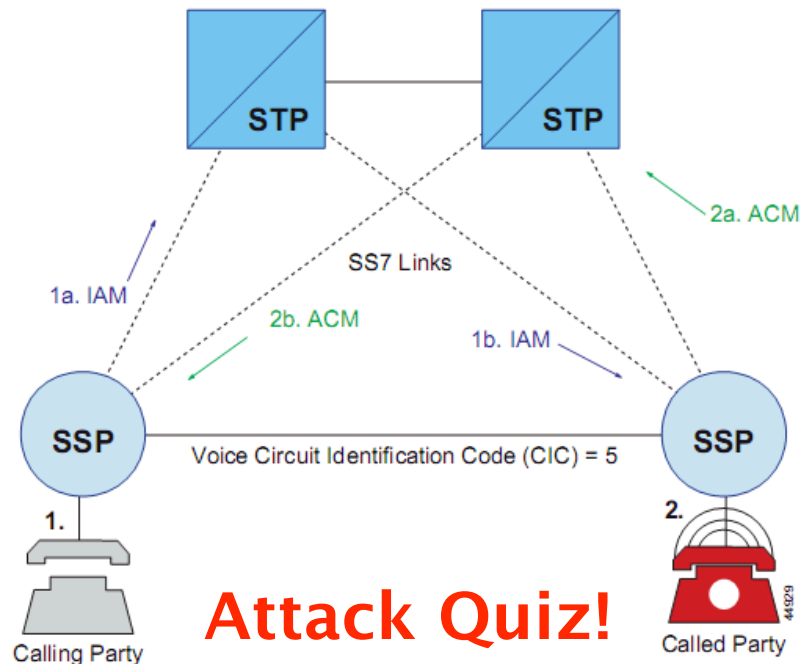 STP
STP
2a. ACM
SS7 Links
1a. IAM
2b. ACM
1b. IAM
SSP
SSP
Voice Circuit Identification Code (CIC) = 5
1.
2.
44929
Attack Quiz!
Calling Party
Called Party